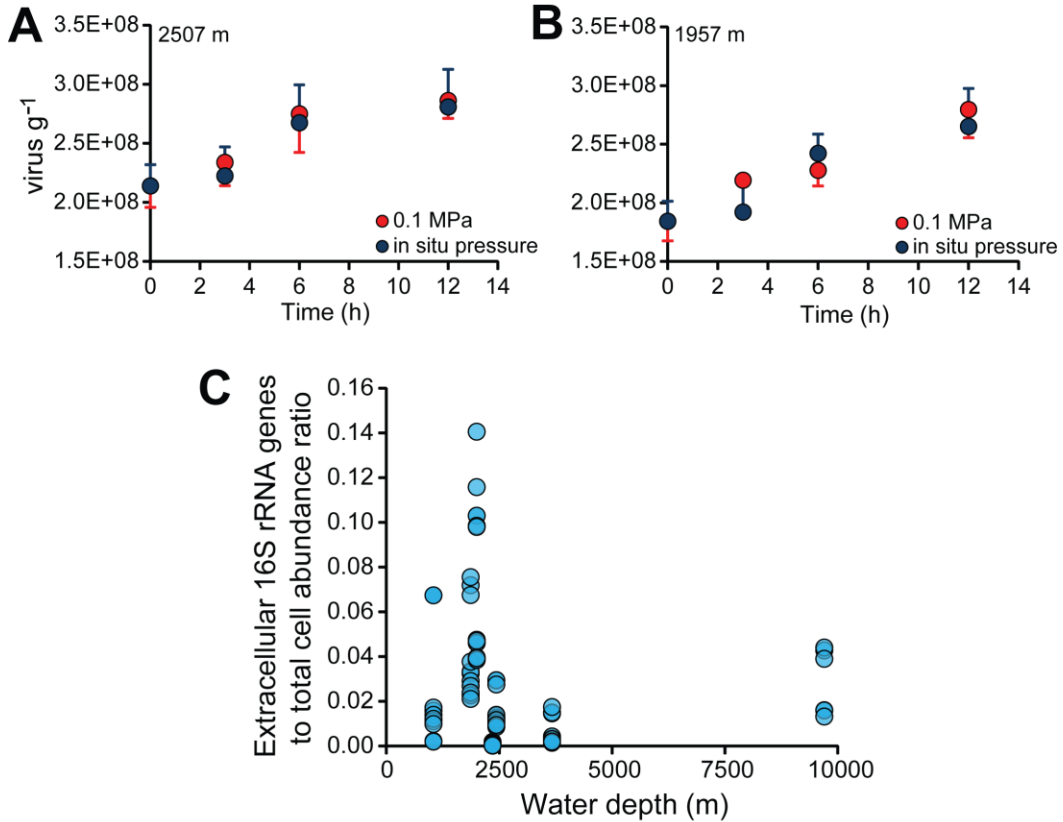 A
2507 m
3.5E+08
3.0E+08
2.5E+08
2.0E+08
1.5E+08
virus g⁻¹
0.1 MPa
in situ pressure
0 2 4 6 8 10 12 14
Time (h)
B
1957 m
3.5E+08
3.0E+08
2.5E+08
2.0E+08
1.5E+08
0.1 MPa
in situ pressure
0 2 4 6 8 10 12 14
Time (h)
C
Extracellular 16S rRNA genes
to total cell abundance ratio
0.16
0.14
0.12
0.10
0.08
0.06
0.04
0.02
0.00
0 2500 5000 7500 10000
Water depth (m)